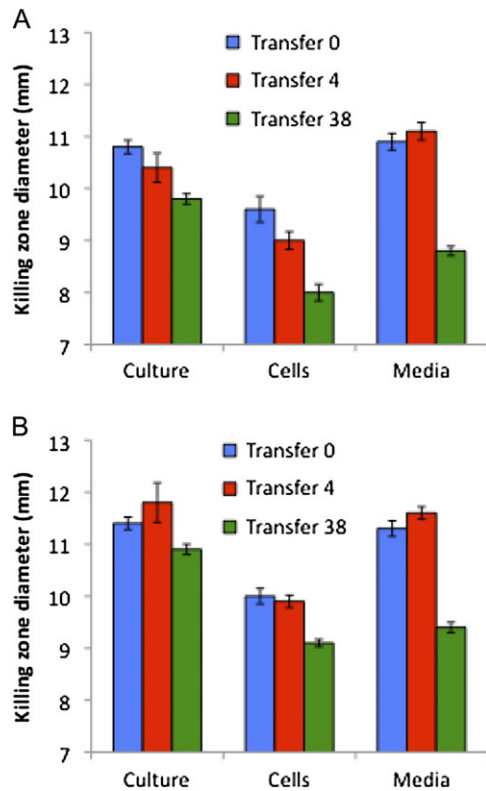 A
Killing zone diameter (mm)
13
12
11
10
9
8
7
Transfer 0
Transfer 4
Transfer 38
Culture Cells Media
B
Killing zone diameter (mm)
13
12
11
10
9
8
7
Transfer 0
Transfer 4
Transfer 38
Culture Cells Media